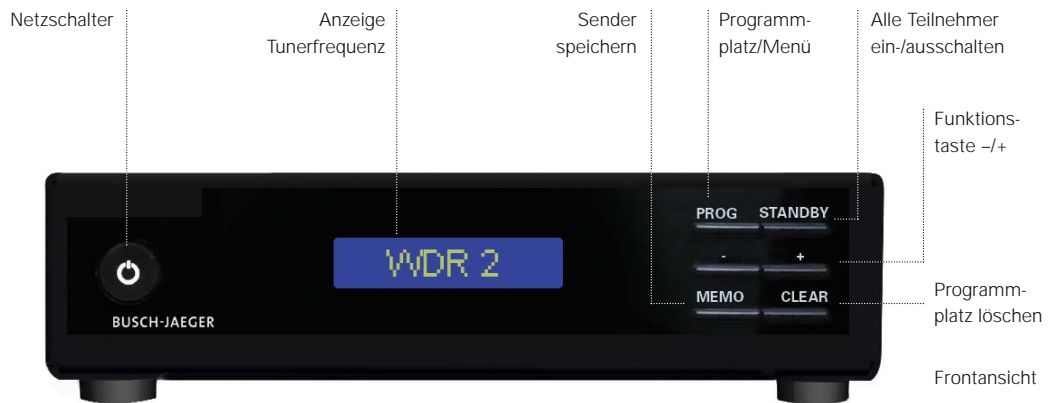 Netzschalter
Anzeige
Tunerfrequenz
Sender
speichern
Programm-
platz/Menü
Alle Teilnehmer
ein-/ausschalten
Funktions-
taste –/+
PROG STANDBY
WDR 2
- +
MEMO CLEAR
Programm-
platz löschen
BUSCH-JAEGER
Frontansicht